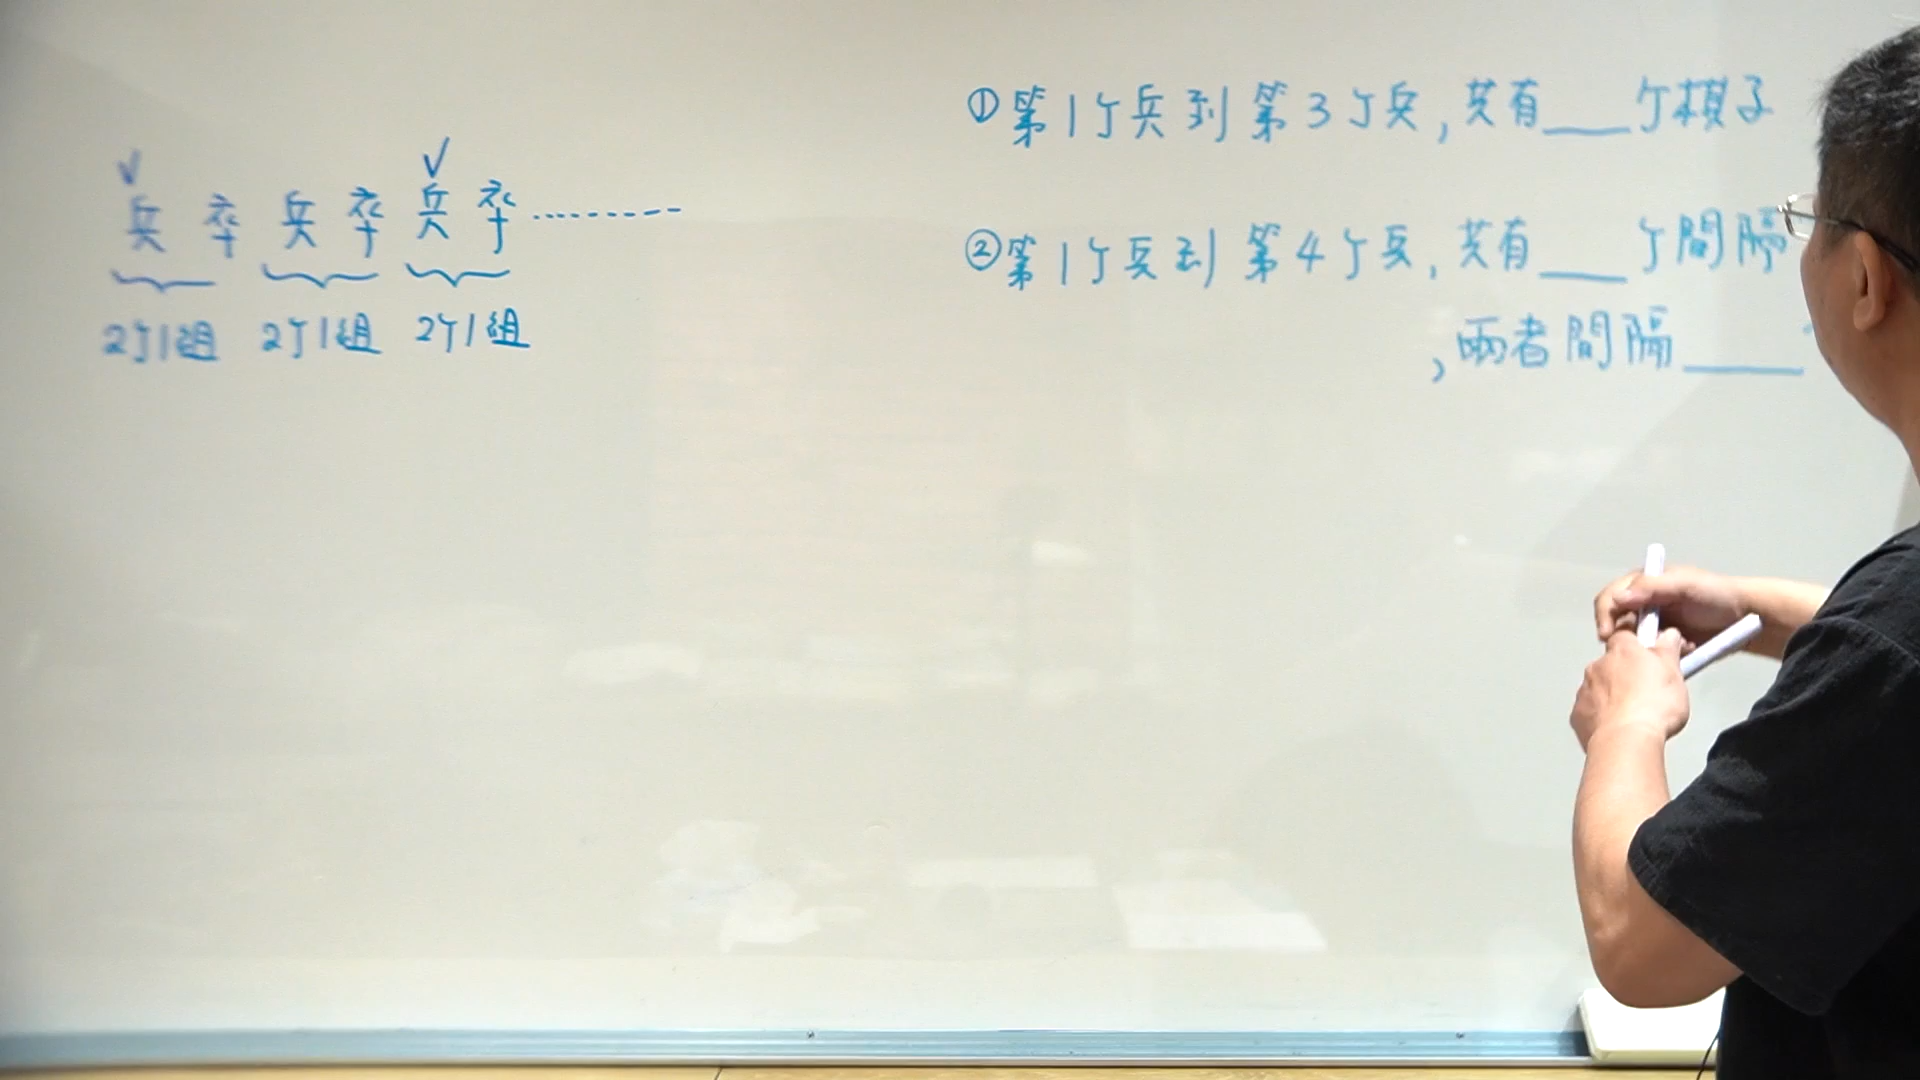 ✓ ✓
兵 卒 兵 卒 兵 卒 ………
2个1組 2个1組 2个1組
①第1个兵到第3个兵,共有___个棋子
②第1个兵到第4个兵,共有___个間隔
,兩者間隔____